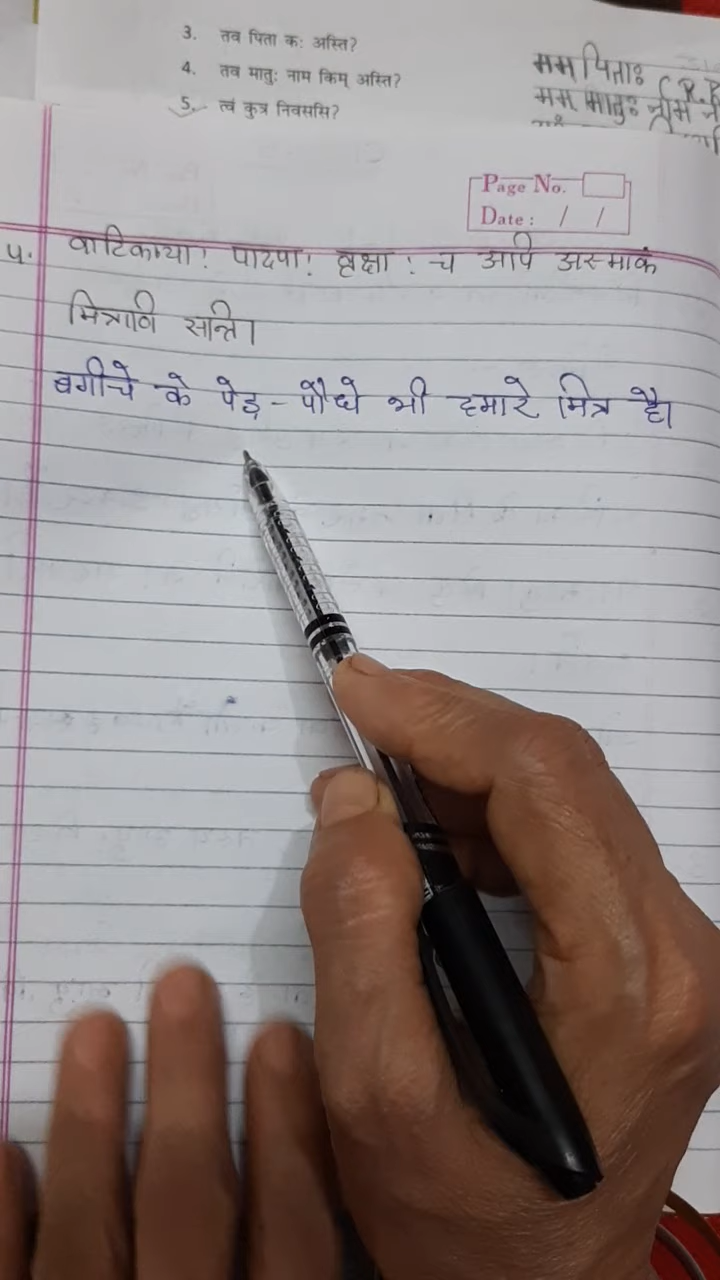 3. तव पिता कः अस्ति?
4. तव मातुः नाम किम् अस्ति?
5. त्वं कुत्र निवससि?
मम पिताः
मम मातुः नाम
Page No.
Date : / /
५. वाटिकाया: पादपा: वृक्षा: च अपि अस्माकं
मित्राणि सन्ति।
बगीचे के पेड़ - पौधे भी हमारे मित्र है।